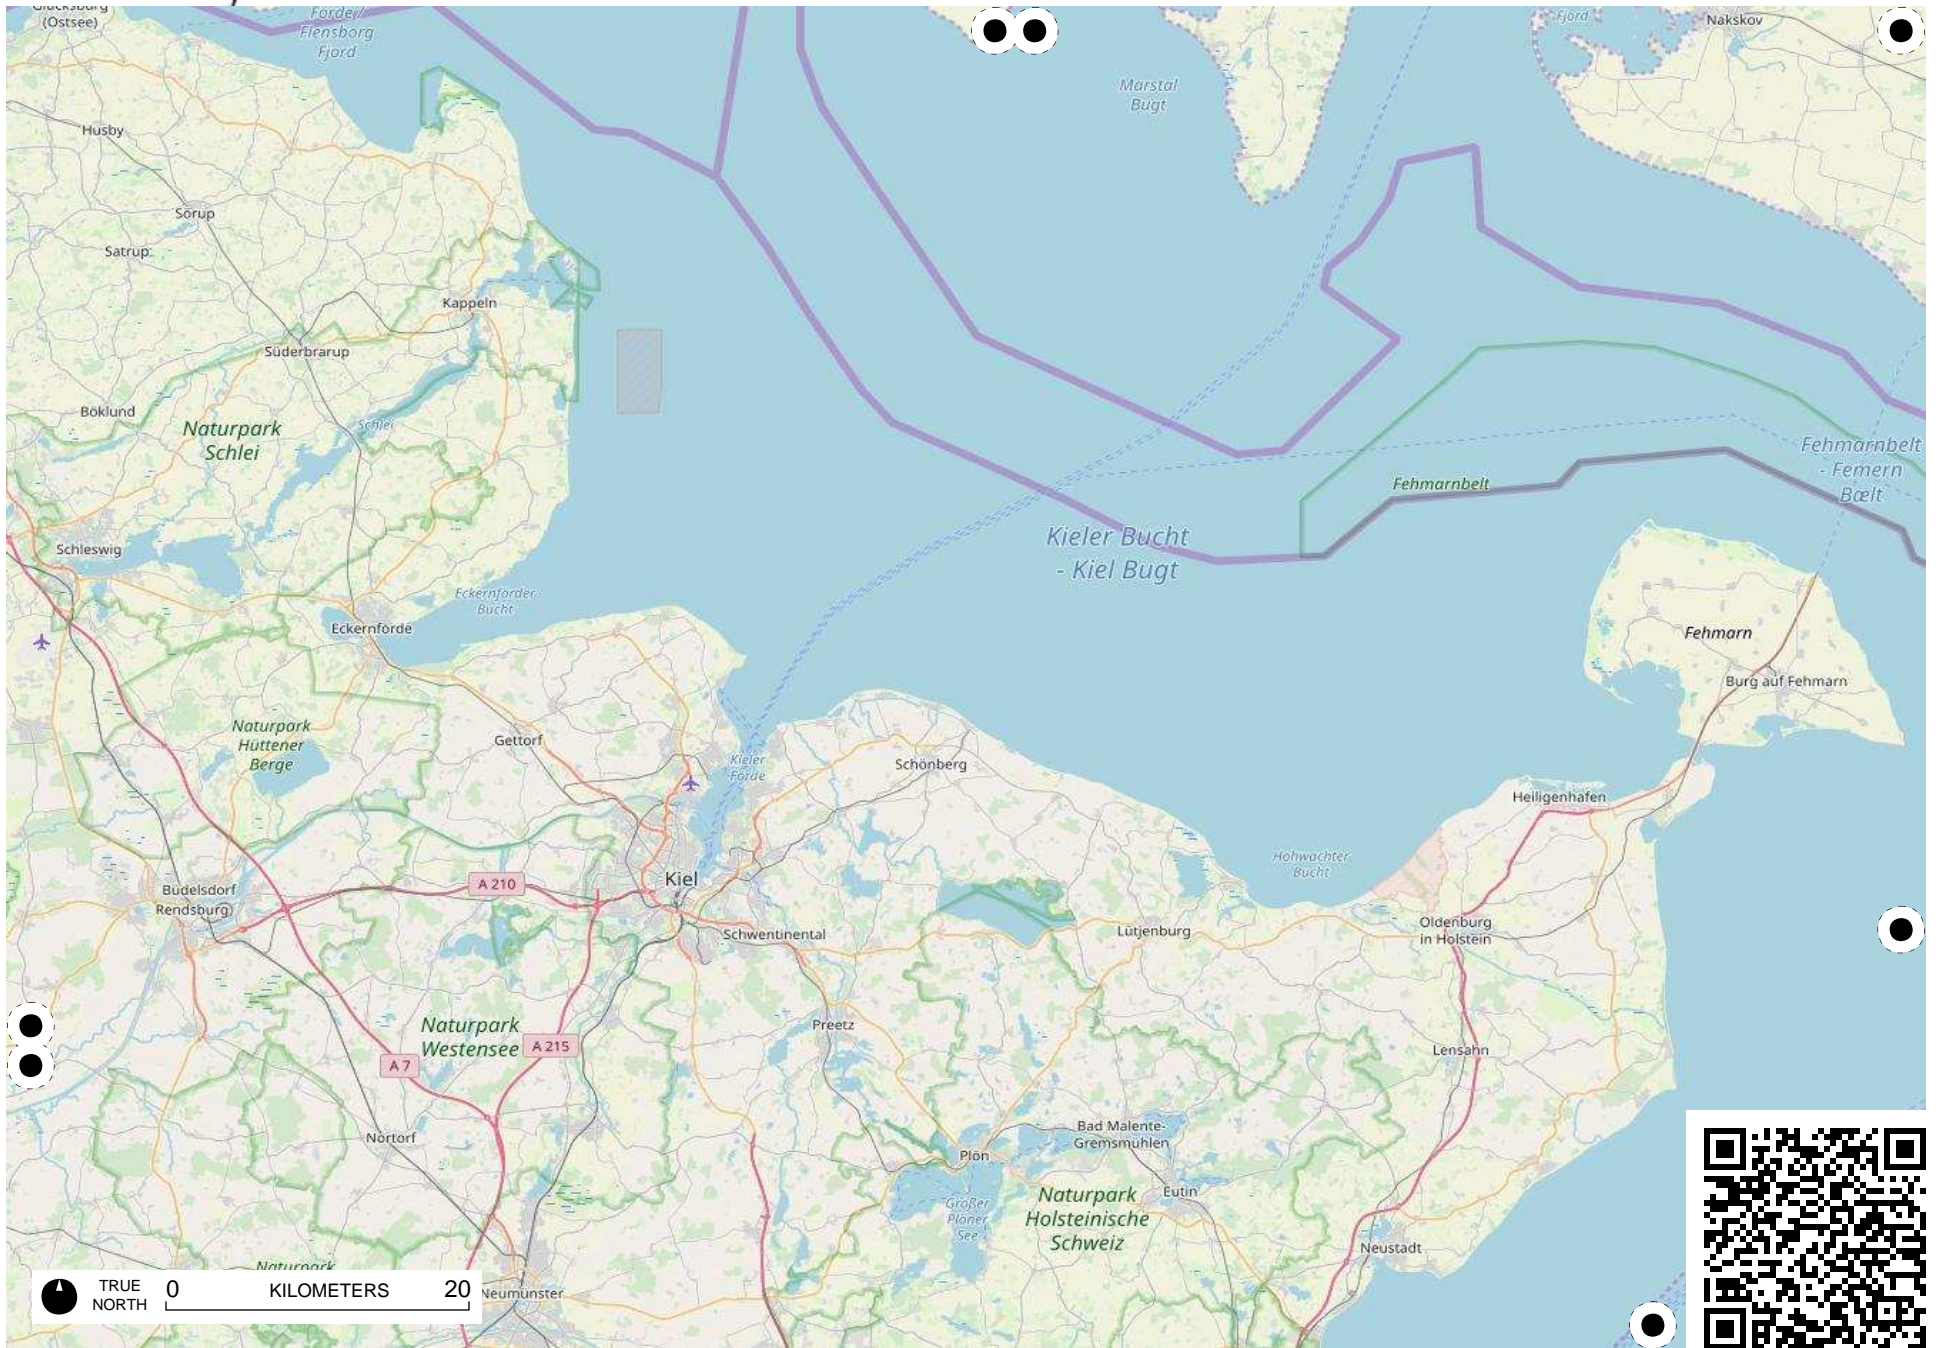 Glücksburg
(Ostsee)
Förde /
Flensborg
Fjord
Fjord
Nakskov
Marstal
Bugt
Husby
Sörup
Satrup
Kappeln
Süderbrarup
Böklund
Naturpark
Schlei
Schlei
Fehmarnbelt
- Femern
Bælt
Fehmarnbelt
Kieler Bucht
- Kiel Bugt
Schleswig
Eckernförder
Bucht
Eckernförde
Fehmarn
Burg auf Fehmarn
Naturpark
Hüttener
Berge
Gettorf
Kieler
Förde
Schönberg
Heiligenhafen
Hohwachter
Bucht
Kiel
A 210
Büdelsdorf
Rendsburg
Schwentinental
Lütjenburg
Oldenburg
in Holstein
Naturpark
Westensee
A 215
A 7
Preetz
Lensahn
Nortorf
Bad Malente-
Gremsmühlen
Plön
Eutin
Großer
Plöner
See
Naturpark
Holsteinische
Schweiz
Neustadt
Naturpark
Neumünster
TRUE
NORTH
0 KILOMETERS 20